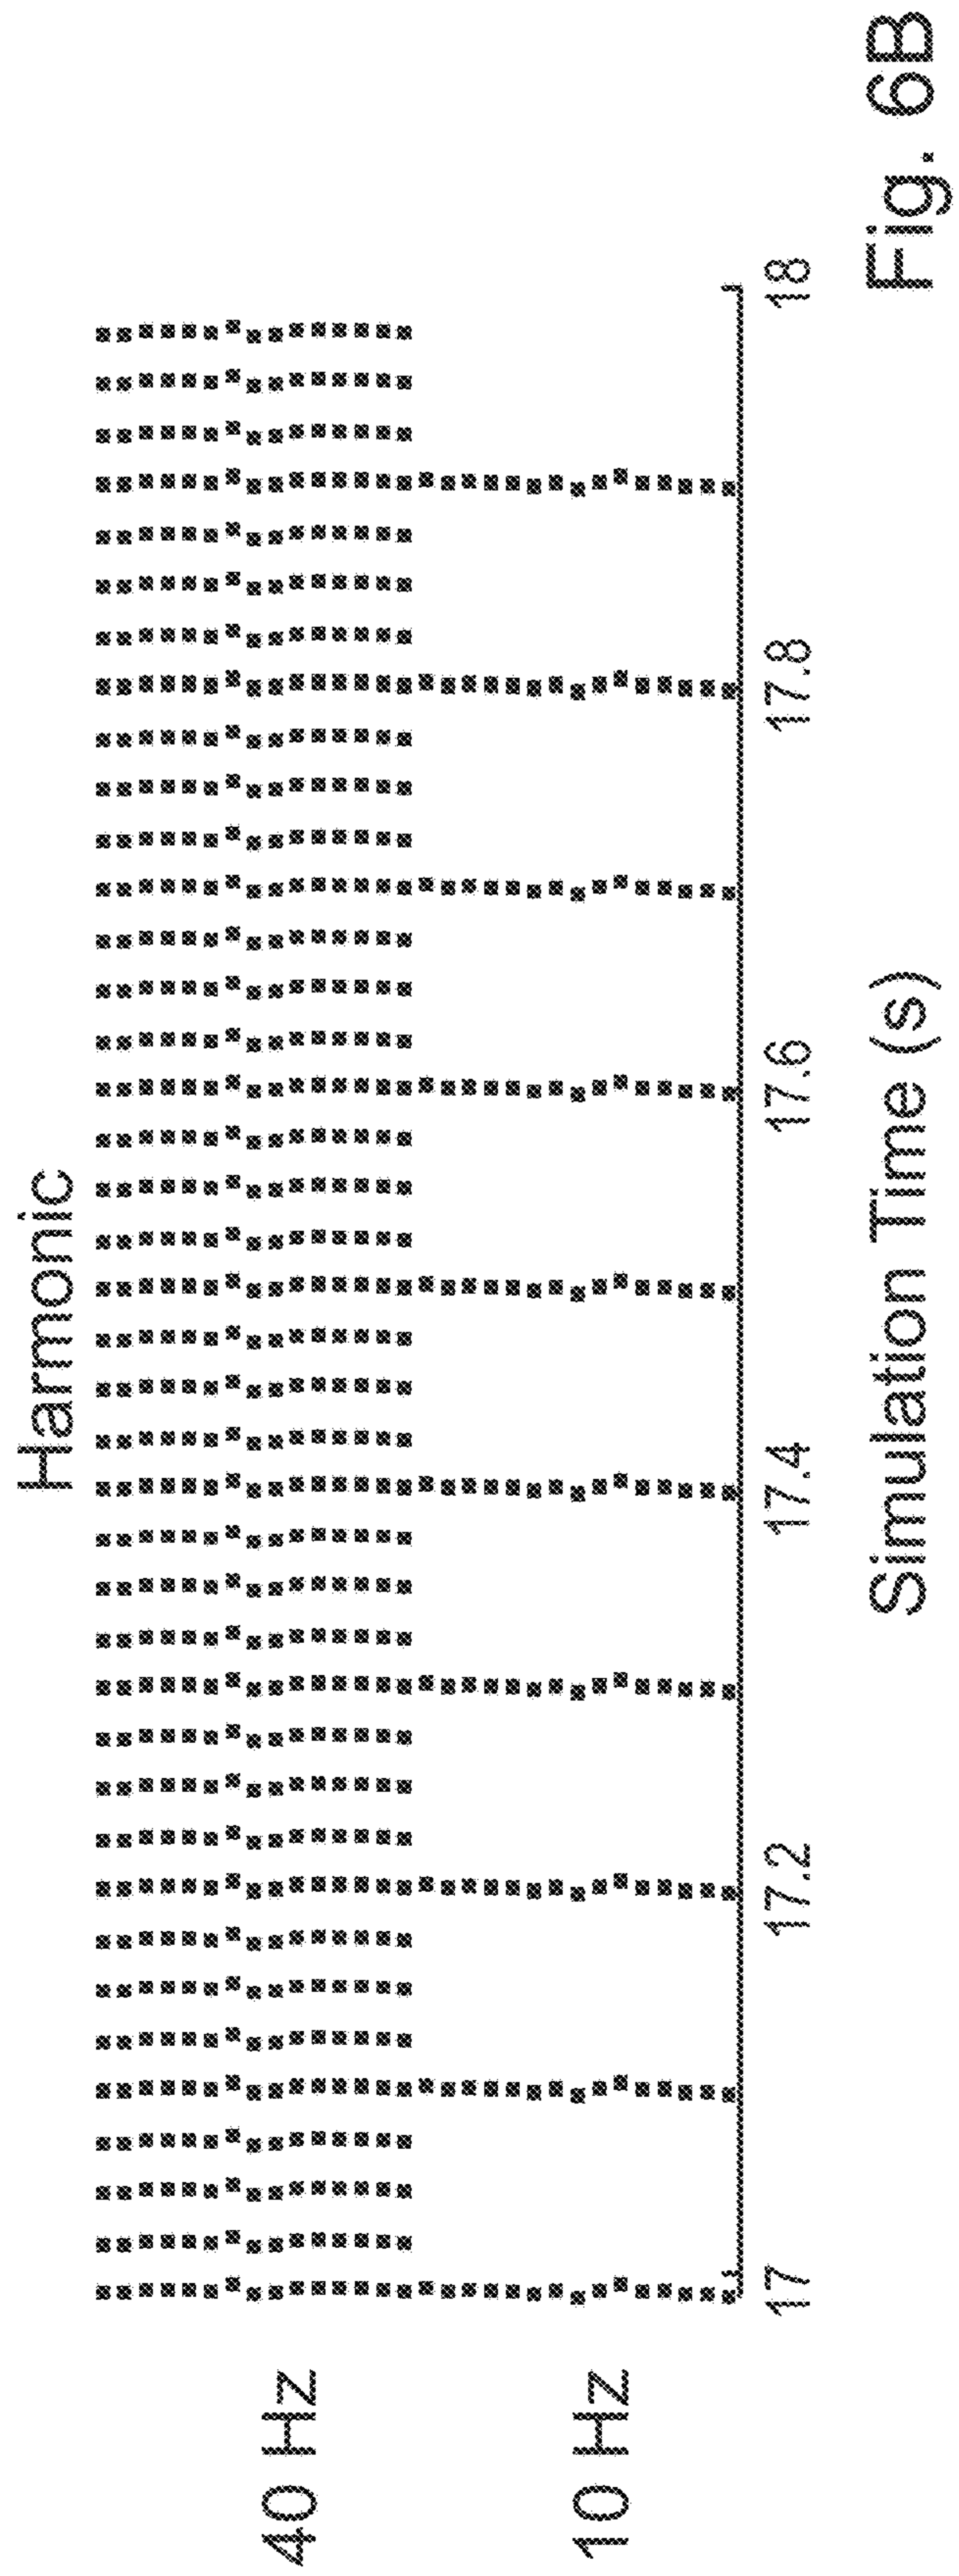 Harmonic
40 Hz
10 Hz
17 17.2 17.4 17.6 17.8 18
Simulation Time (s)
Fig. 6B